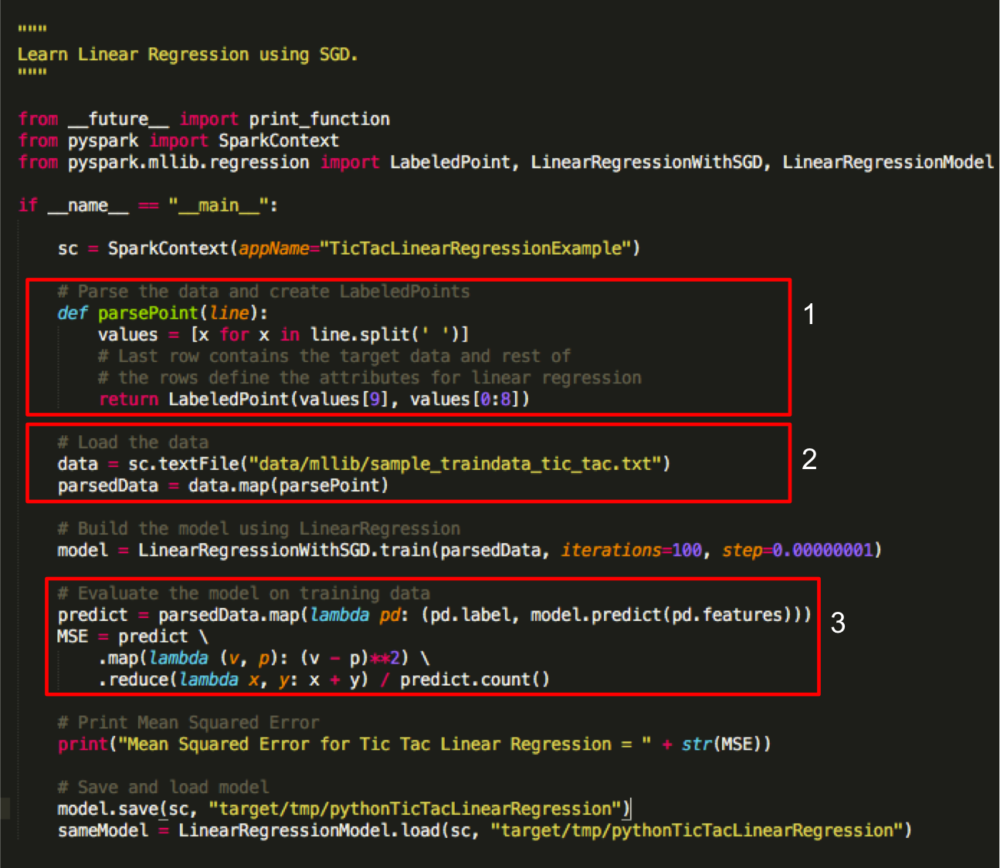 """
Learn Linear Regression using SGD.
"""
from __future__ import print_function
from pyspark import SparkContext
from pyspark.mllib.regression import LabeledPoint, LinearRegressionWithSGD, LinearRegressionModel
if __name__ == "__main__":
sc = SparkContext(appName="TicTacLinearRegressionExample")
# Parse the data and create LabeledPoints
def parsePoint(line):
1
values = [x for x in line.split(' ')]
# Last row contains the target data and rest of
# the rows define the attributes for linear regression
return LabeledPoint(values[9], values[0:8])
# Load the data
data = sc.textFile("data/mllib/sample_traindata_tic_tac.txt")
2
parsedData = data.map(parsePoint)
# Build the model using LinearRegression
model = LinearRegressionWithSGD.train(parsedData, iterations=100, step=0.00000001)
# Evaluate the model on training data
predict = parsedData.map(lambda pd: (pd.label, model.predict(pd.features)))
3
MSE = predict \
.map(lambda (v, p): (v - p)**2) \
.reduce(lambda x, y: x + y) / predict.count()
# Print Mean Squared Error
print("Mean Squared Error for Tic Tac Linear Regression = " + str(MSE))
# Save and load model
model.save(sc, "target/tmp/pythonTicTacLinearRegression")
sameModel = LinearRegressionModel.load(sc, "target/tmp/pythonTicTacLinearRegression")